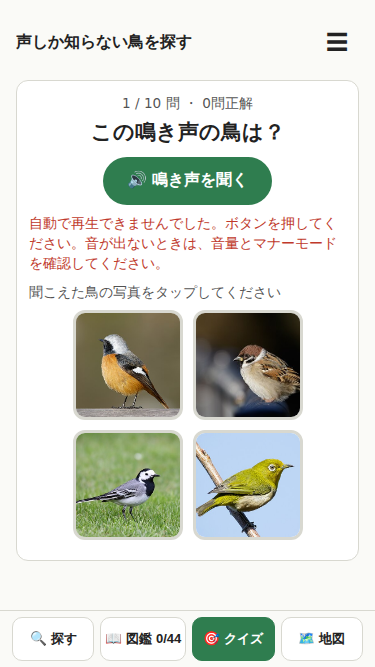 声しか知らない鳥を探す
1 / 10 問 ・ 0問正解
この鳴き声の鳥は？
🔊 鳴き声を聞く
自動で再生できませんでした。ボタンを押してく
ださい。音が出ないときは、音量とマナーモード
を確認してください。
聞こえた鳥の写真をタップしてください
🔍 探す
📖 図鑑 0/44
🎯 クイズ
🗺️ 地図